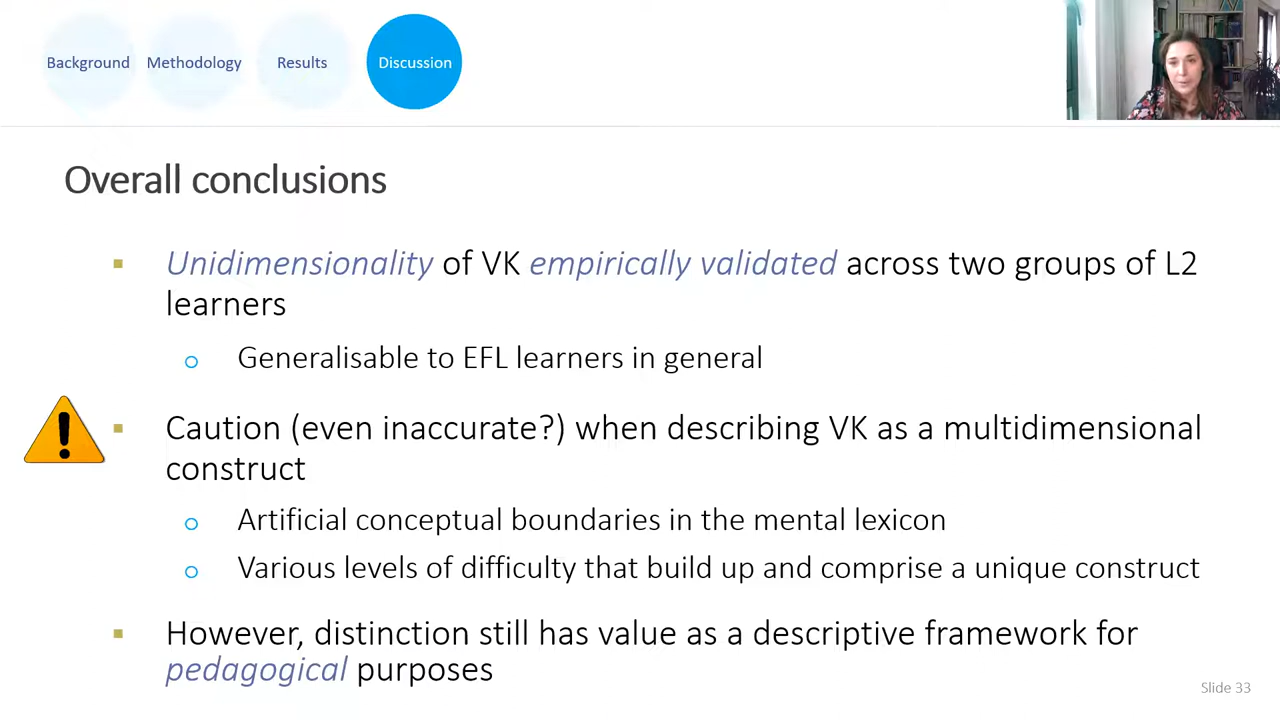 Background Methodology Results Discussion
Overall conclusions
Unidimensionality of VK empirically validated across two groups of L2
learners
Generalisable to EFL learners in general
Caution (even inaccurate?) when describing VK as a multidimensional
construct
Artificial conceptual boundaries in the mental lexicon
Various levels of difficulty that build up and comprise a unique construct
However, distinction still has value as a descriptive framework for
pedagogical purposes
Slide 33